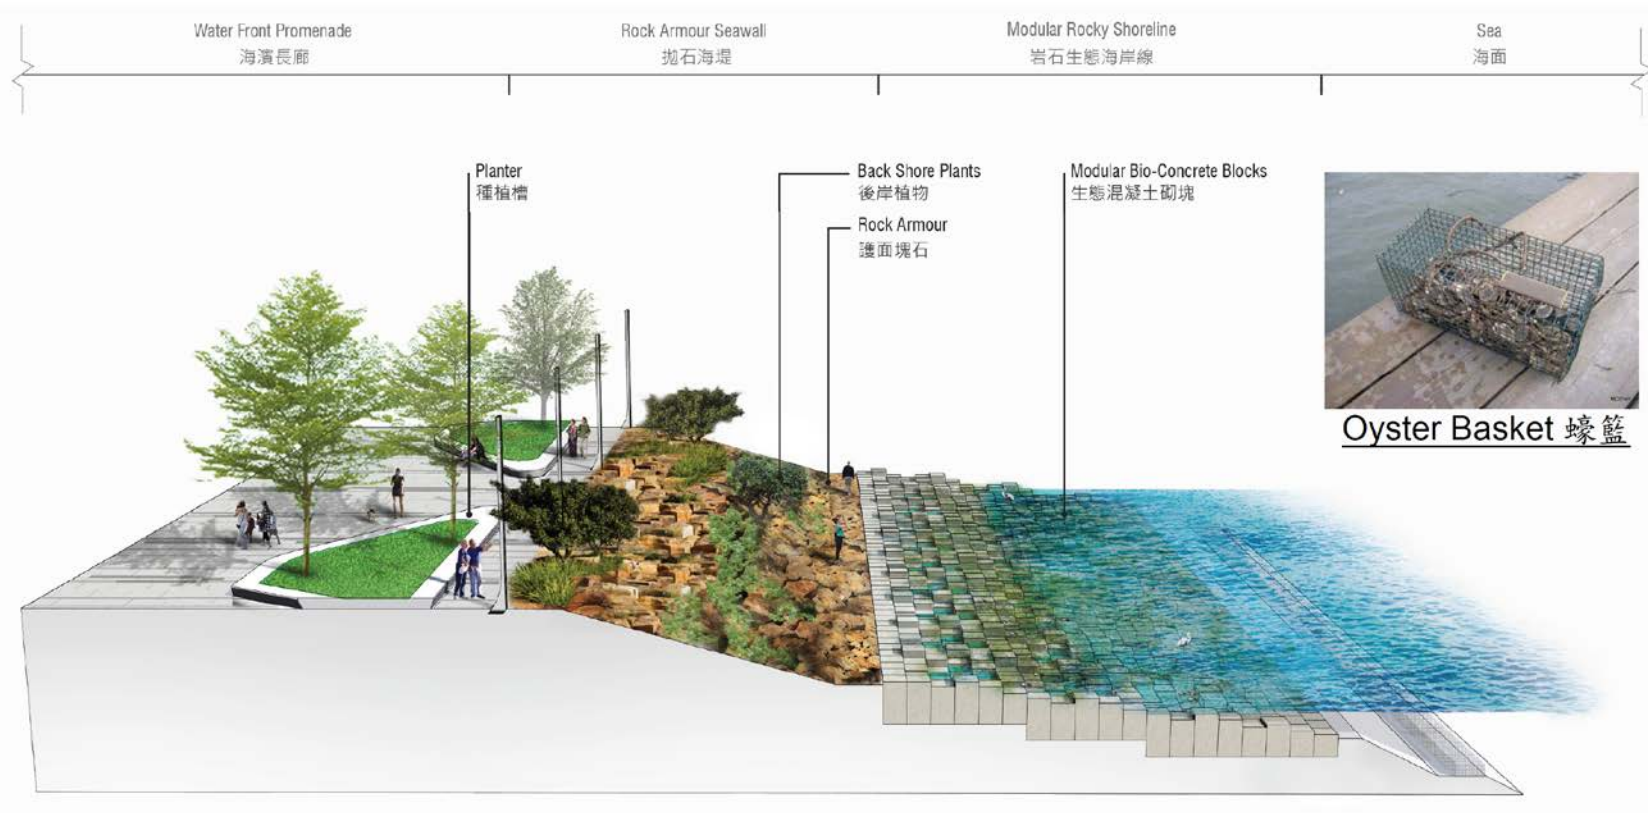 Water Front Promenade
海濱長廊
Rock Armour Seawall
拋石海堤
Modular Rocky Shoreline
岩石生態海岸線
Sea
海面
Planter
種植槽
Back Shore Plants
後岸植物
Rock Armour
護面塊石
Modular Bio-Concrete Blocks
生態混凝土砌塊
Oyster Basket 蠔籃